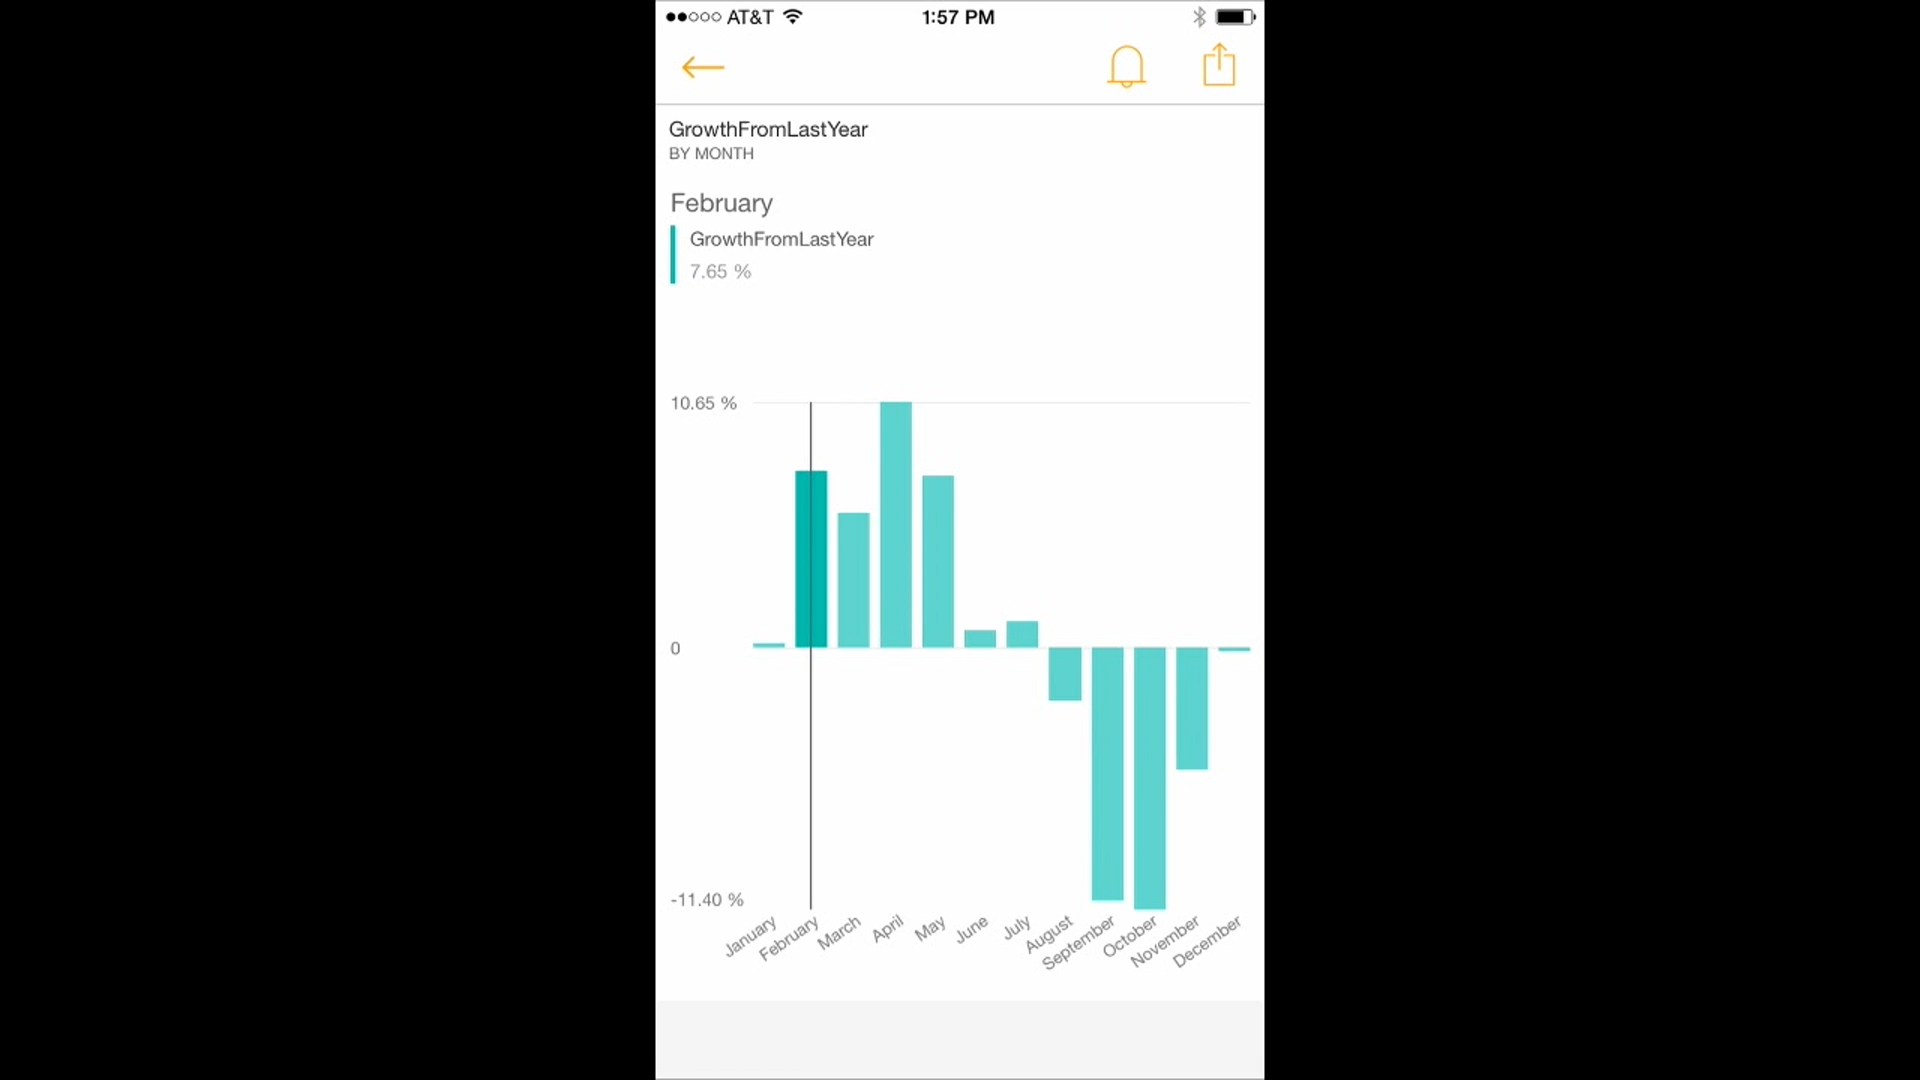 AT&T 1:57 PM
GrowthFromLastYear
BY MONTH
February
GrowthFromLastYear
7.65 %
10.65 %
0
-11.40 %
January
February
March
April
May
June
July
August
September
October
November
December